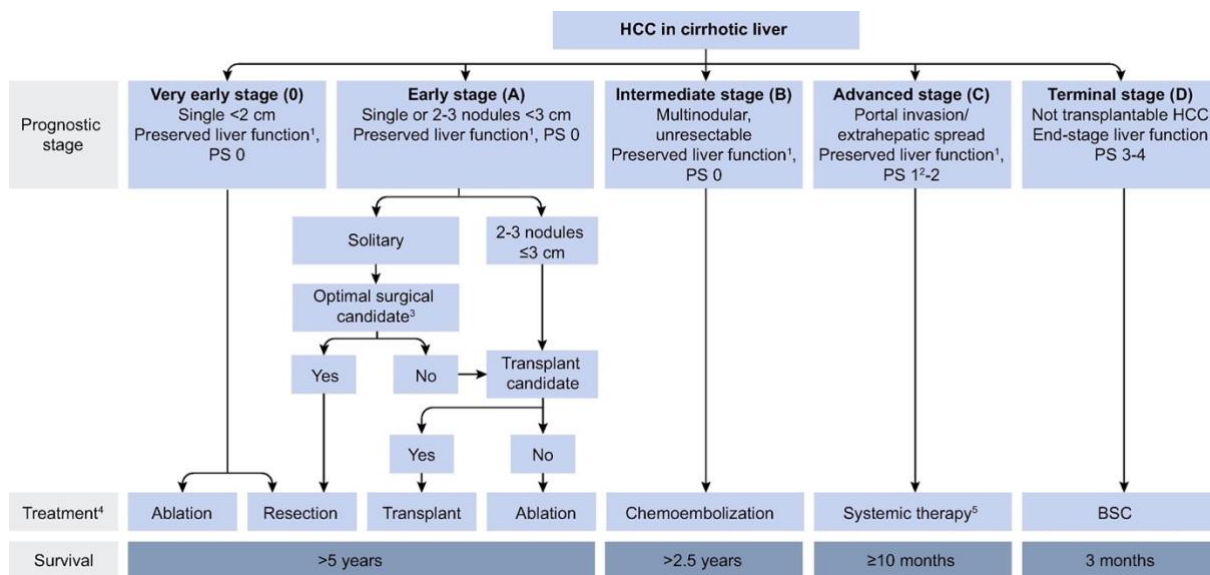 HCC in cirrhotic liver
Prognostic
stage
Very early stage (0)
Single <2 cm
Preserved liver function¹,
PS 0
Early stage (A)
Single or 2-3 nodules <3 cm
Preserved liver function¹, PS 0
Intermediate stage (B)
Multinodular,
unresectable
Preserved liver function¹,
PS 0
Advanced stage (C)
Portal invasion/
extrahepatic spread
Preserved liver function¹,
PS 1²-2
Terminal stage (D)
Not transplantable HCC
End-stage liver function
PS 3-4
Solitary
2-3 nodules
≤3 cm
Optimal surgical
candidate³
Yes
No
Transplant
candidate
Yes
No
Treatment⁴
Ablation
Resection
Transplant
Ablation
Chemoembolization
Systemic therapy⁵
BSC
Survival
>5 years
>2.5 years
≥10 months
3 months